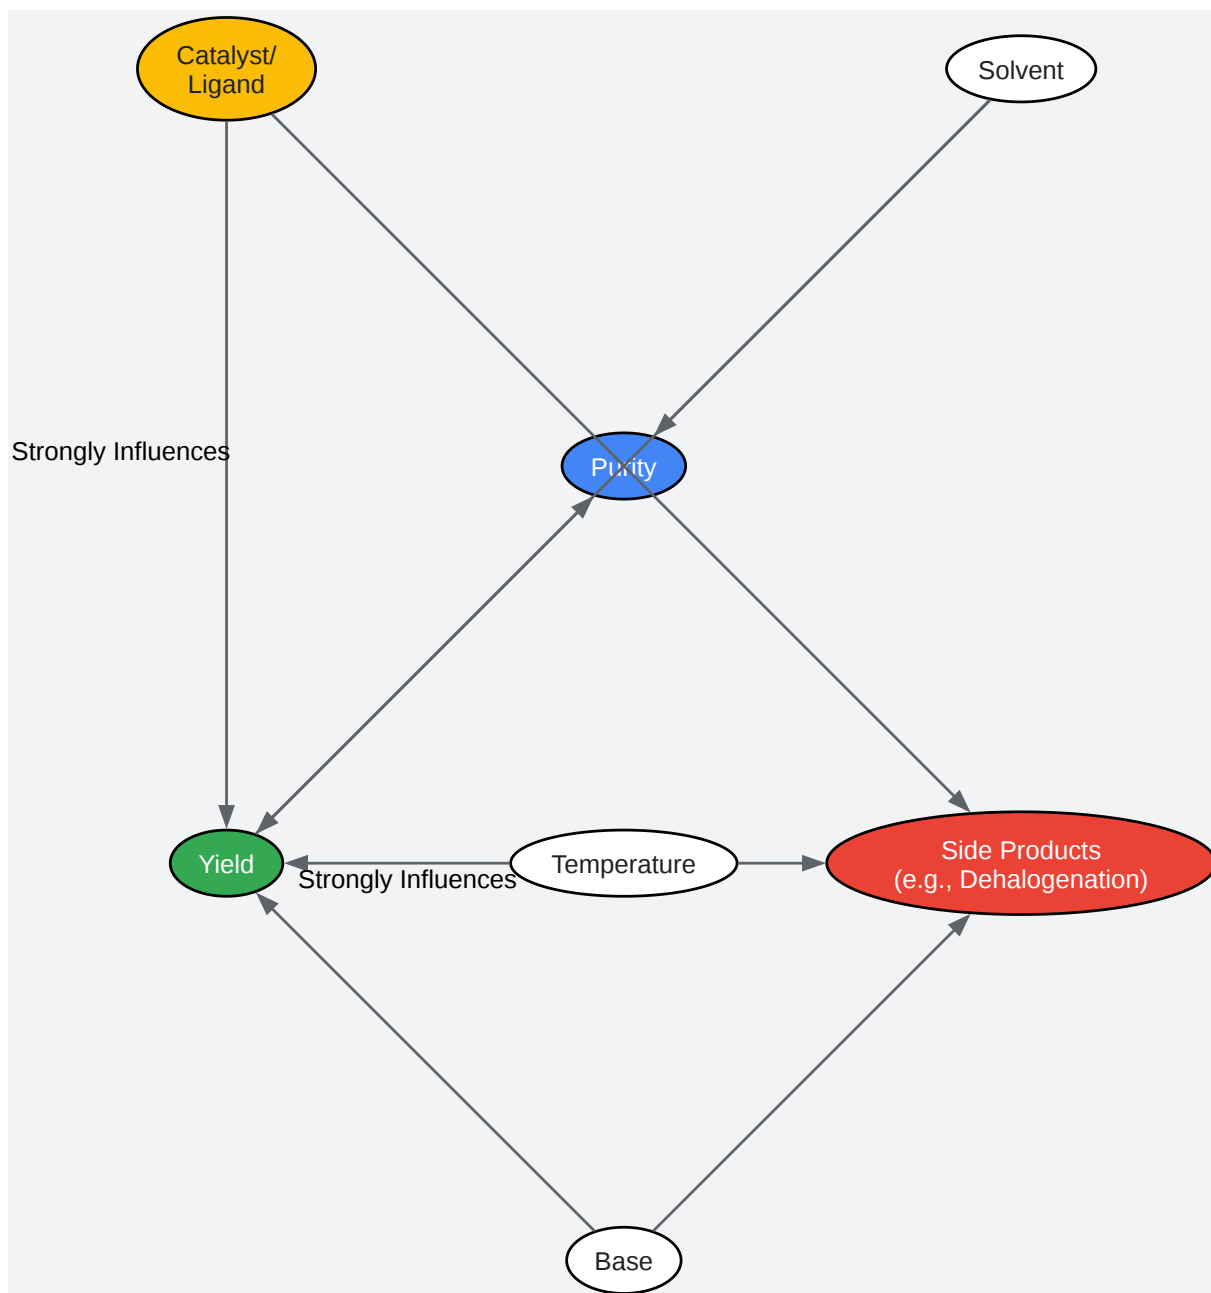 Catalyst/
Ligand
Solvent
Strongly Influences
Purity
Yield
Strongly Influences
Temperature
Side Products
(e.g., Dehalogenation)
Base